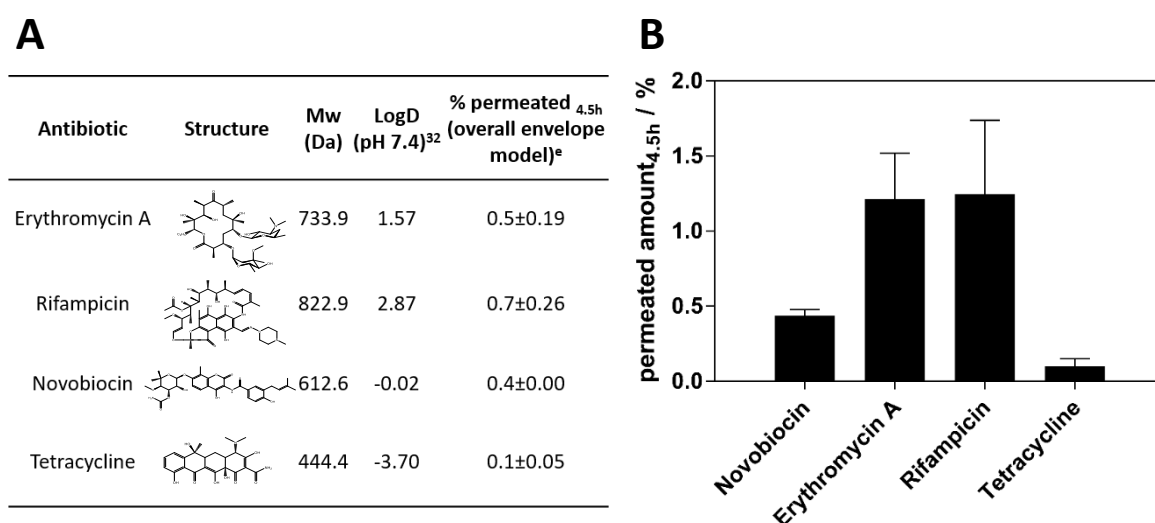 A
Antibiotic Structure Mw (Da) LogD (pH 7.4)32 % permeated 4.5h (overall envelope model)e
Erythromycin A 733.9 1.57 0.5±0.19
Rifampicin 822.9 2.87 0.7±0.26
Novobiocin 612.6 -0.02 0.4±0.00
Tetracycline 444.4 -3.70 0.1±0.05
B
permeated amount4.5h / %
2.0
1.5
1.0
0.5
0.0
Novobiocin
Erythromycin A
Rifampicin
Tetracycline